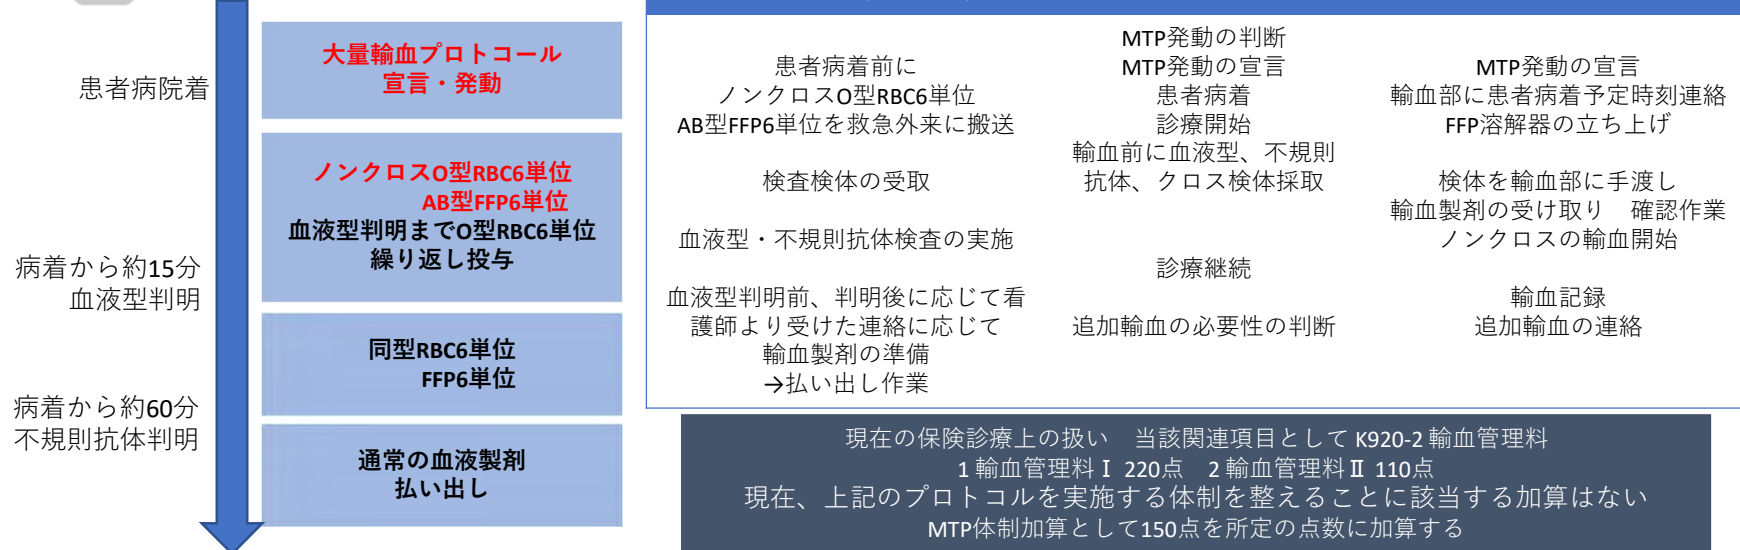 患者病院着
病着から約15分
血液型判明
病着から約60分
不規則抗体判明
大量輸血プロトコール
宣言・発動
ノンクロスO型RBC6単位
AB型FFP6単位
血液型判明までO型RBC6単位
繰り返し投与
同型RBC6単位
FFP6単位
通常の血液製剤
払い出し
患者病着前に
ノンクロスO型RBC6単位
AB型FFP6単位を救急外来に搬送
検査検体の受取
血液型・不規則抗体検査の実施
血液型判明前、判明後に応じて看
護師より受けた連絡に応じて
輸血製剤の準備
→払い出し作業
MTP発動の判断
MTP発動の宣言
患者病着
診療開始
輸血前に血液型、不規則
抗体、クロス検体採取
診療継続
追加輸血の必要性の判断
MTP発動の宣言
輸血部に患者病着予定時刻連絡
FFP溶解器の立ち上げ
検体を輸血部に手渡し
輸血製剤の受け取り　確認作業
ノンクロスの輸血開始
輸血記録
追加輸血の連絡
現在の保険診療上の扱い　当該関連項目として K920-2 輸血管理料
1 輸血管理料Ⅰ 220点　2 輸血管理料Ⅱ 110点
現在、上記のプロトコルを実施する体制を整えることに該当する加算はない
MTP体制加算として150点を所定の点数に加算する